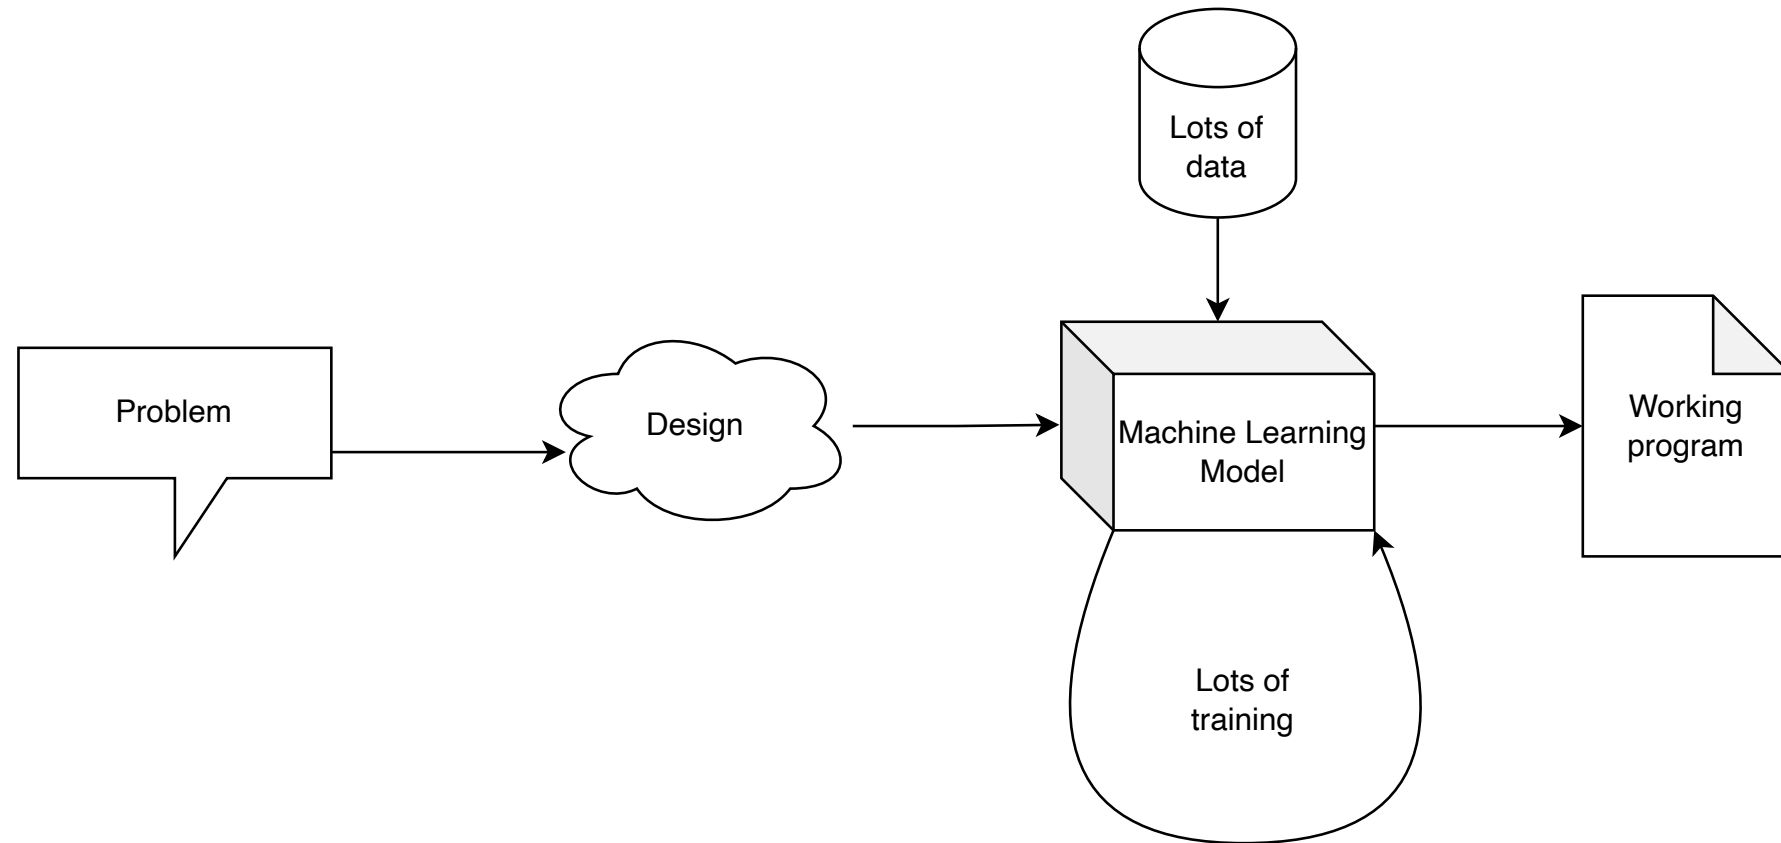 Lots of
data
Problem
Design
Machine Learning
Model
Working
program
Lots of
training